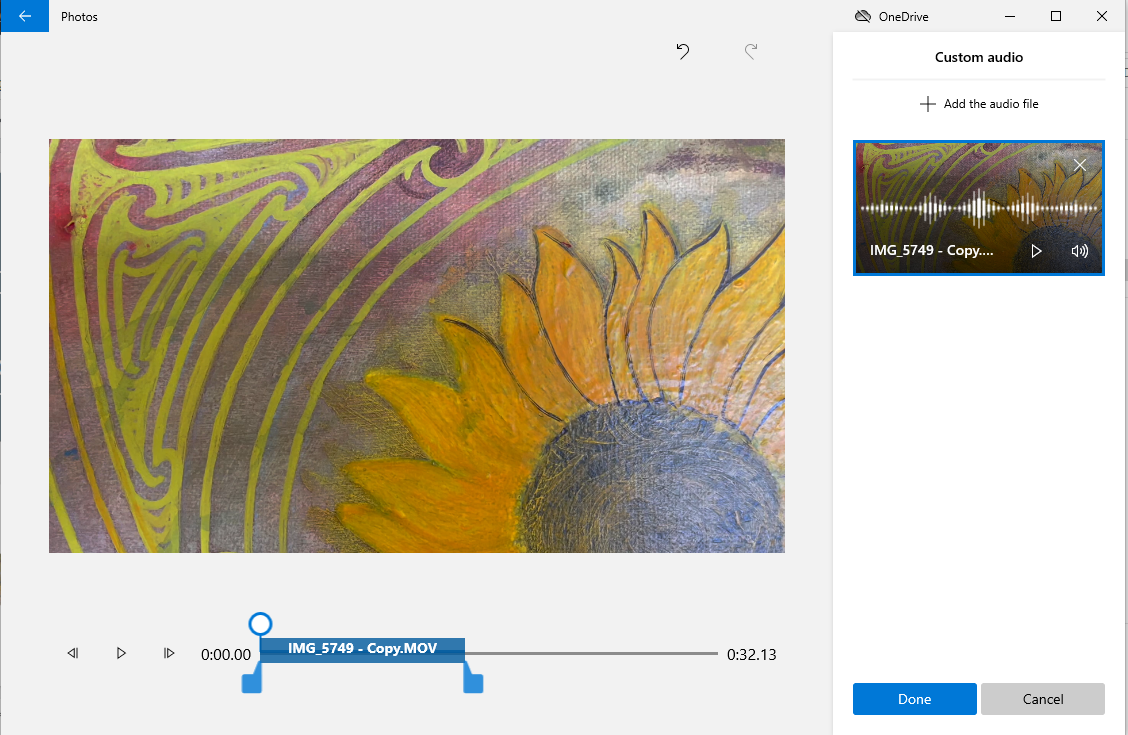 Photos
OneDrive
Custom audio
Add the audio file
IMG_5749 - Copy....
0:00.00
IMG_5749 - Copy.MOV
0:32.13
Done
Cancel